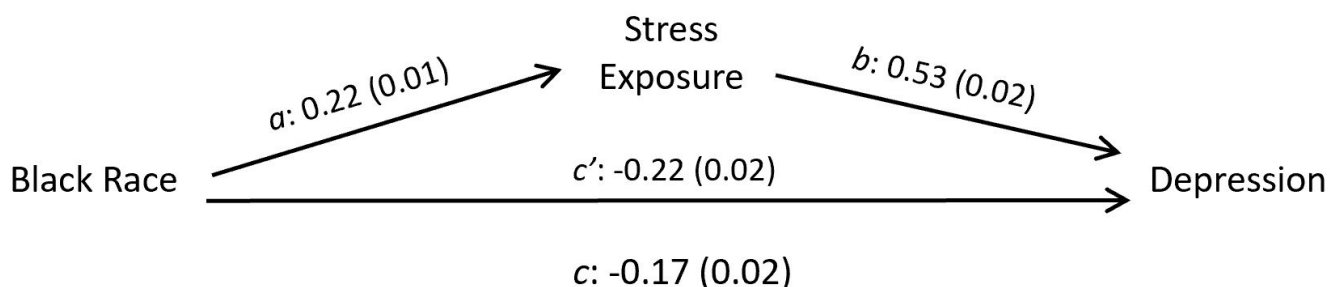 Stress
Exposure
a: 0.22 (0.01)
b: 0.53 (0.02)
Black Race
c’: -0.22 (0.02)
Depression
c: -0.17 (0.02)